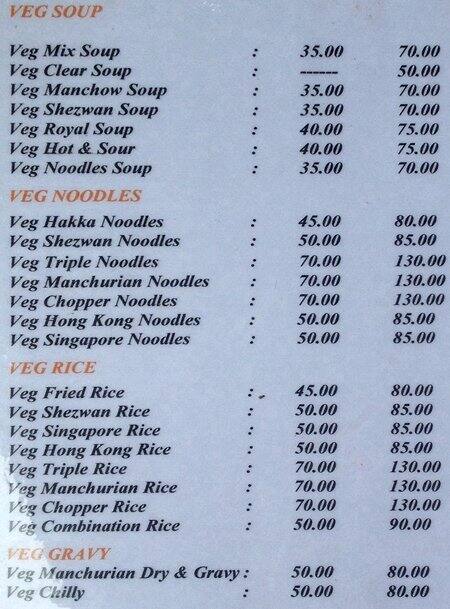 VEG SOUP
Veg Mix Soup : 35.00 70.00
Veg Clear Soup : ------ 50.00
Veg Manchow Soup : 35.00 70.00
Veg Shezwan Soup : 35.00 70.00
Veg Royal Soup : 40.00 75.00
Veg Hot & Sour : 40.00 75.00
Veg Noodles Soup : 35.00 70.00
VEG NOODLES
Veg Hakka Noodles : 45.00 80.00
Veg Shezwan Noodles : 50.00 85.00
Veg Triple Noodles : 70.00 130.00
Veg Manchurian Noodles : 70.00 130.00
Veg Chopper Noodles : 70.00 130.00
Veg Hong Kong Noodles : 50.00 85.00
Veg Singapore Noodles : 50.00 85.00
VEG RICE
Veg Fried Rice : 45.00 80.00
Veg Shezwan Rice : 50.00 85.00
Veg Singapore Rice : 50.00 85.00
Veg Hong Kong Rice : 50.00 85.00
Veg Triple Rice : 70.00 130.00
Veg Manchurian Rice : 70.00 130.00
Veg Chopper Rice : 70.00 130.00
Veg Combination Rice : 50.00 90.00
VEG GRAVY
Veg Manchurian Dry & Gravy : 50.00 80.00
Veg Chilly : 50.00 80.00